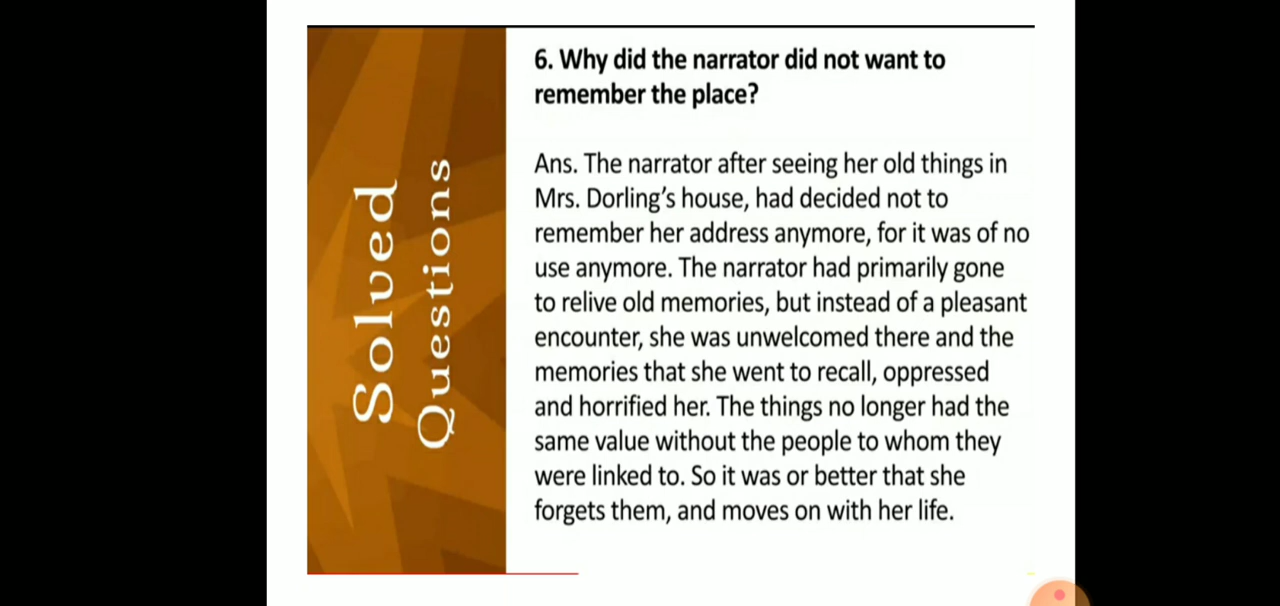 Solved
Questions
6. Why did the narrator did not want to
remember the place?
Ans. The narrator after seeing her old things in
Mrs. Dorling's house, had decided not to
remember her address anymore, for it was of no
use anymore. The narrator had primarily gone
to relive old memories, but instead of a pleasant
encounter, she was unwelcomed there and the
memories that she went to recall, oppressed
and horrified her. The things no longer had the
same value without the people to whom they
were linked to. So it was or better that she
forgets them, and moves on with her life.